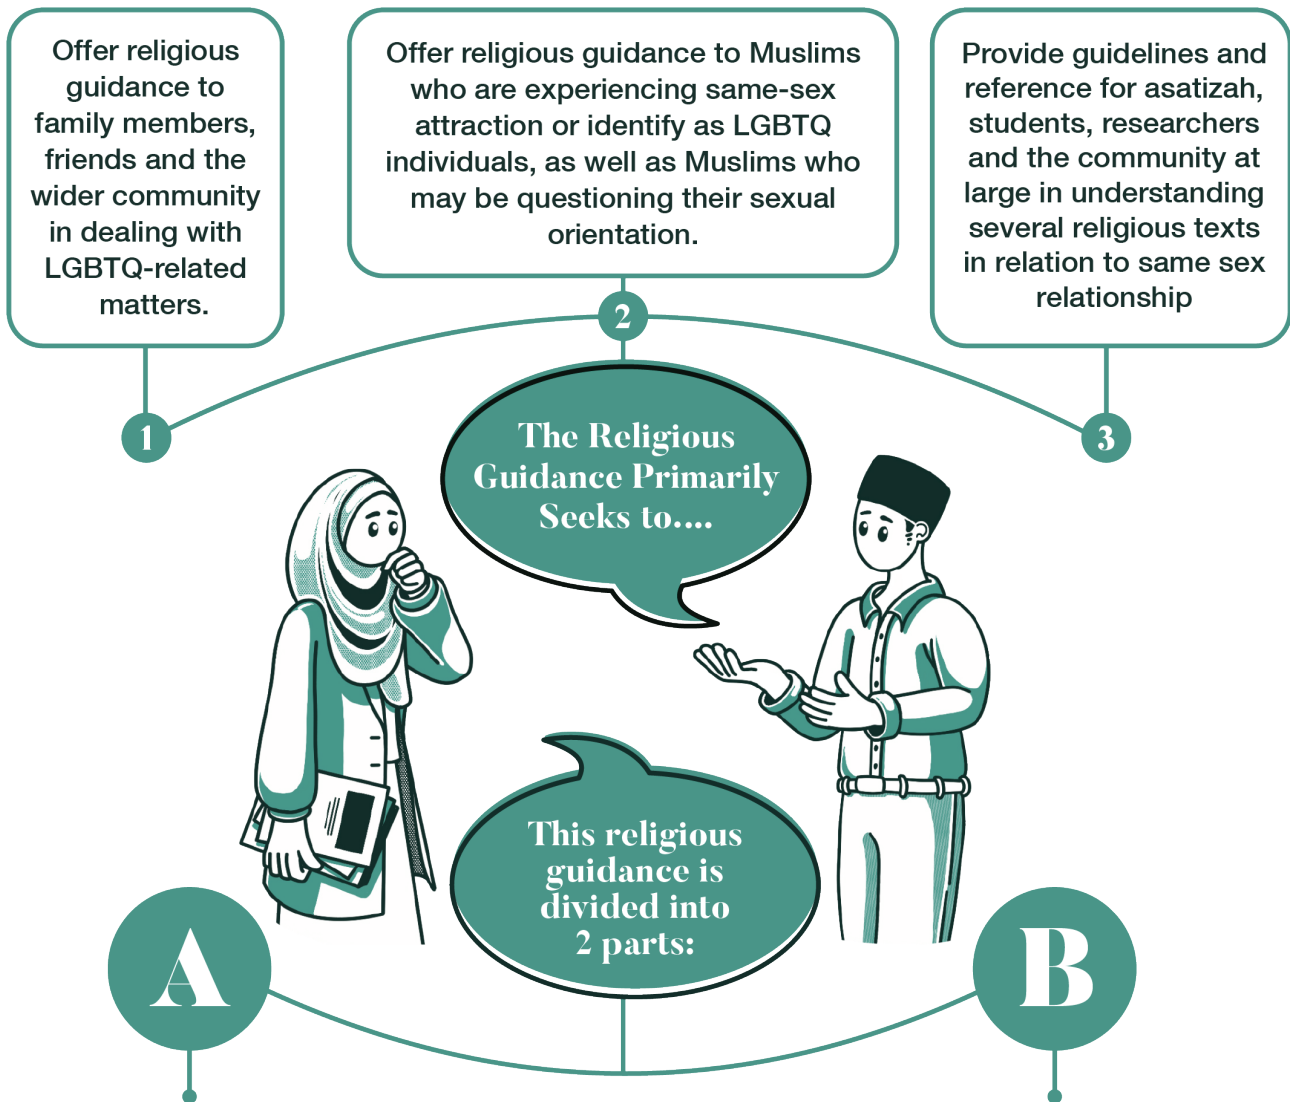 Offer religious
guidance to
family members,
friends and the
wider community
in dealing with
LGBTQ-related
matters.
Offer religious guidance to Muslims
who are experiencing same-sex
attraction or identify as LGBTQ
individuals, as well as Muslims who
may be questioning their sexual
orientation.
Provide guidelines and
reference for asatizah,
students, researchers
and the community at
large in understanding
several religious texts
in relation to same sex
relationship
1
2
3
The Religious
Guidance Primarily
Seeks to....
This religious
guidance is
divided into
2 parts:
A
B